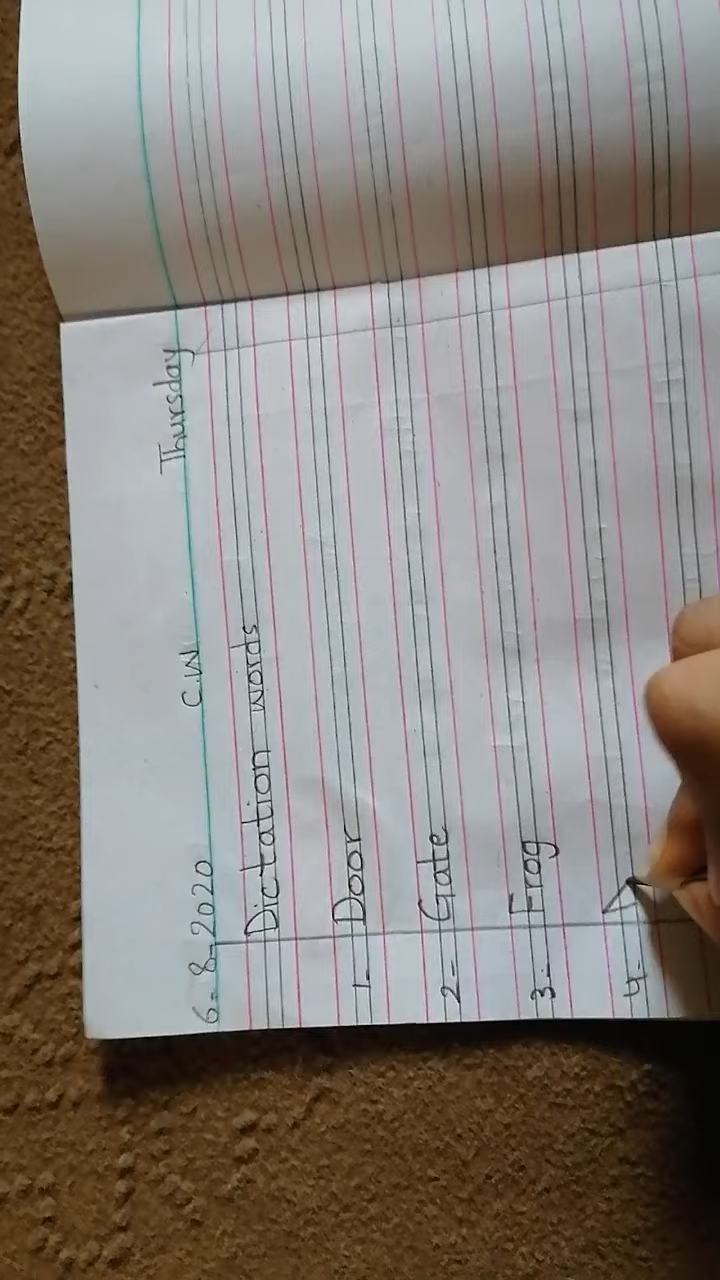 6-8-2020 C.W Thursday
Dictation words
1- Door
2- Gate
3- Frog
4-